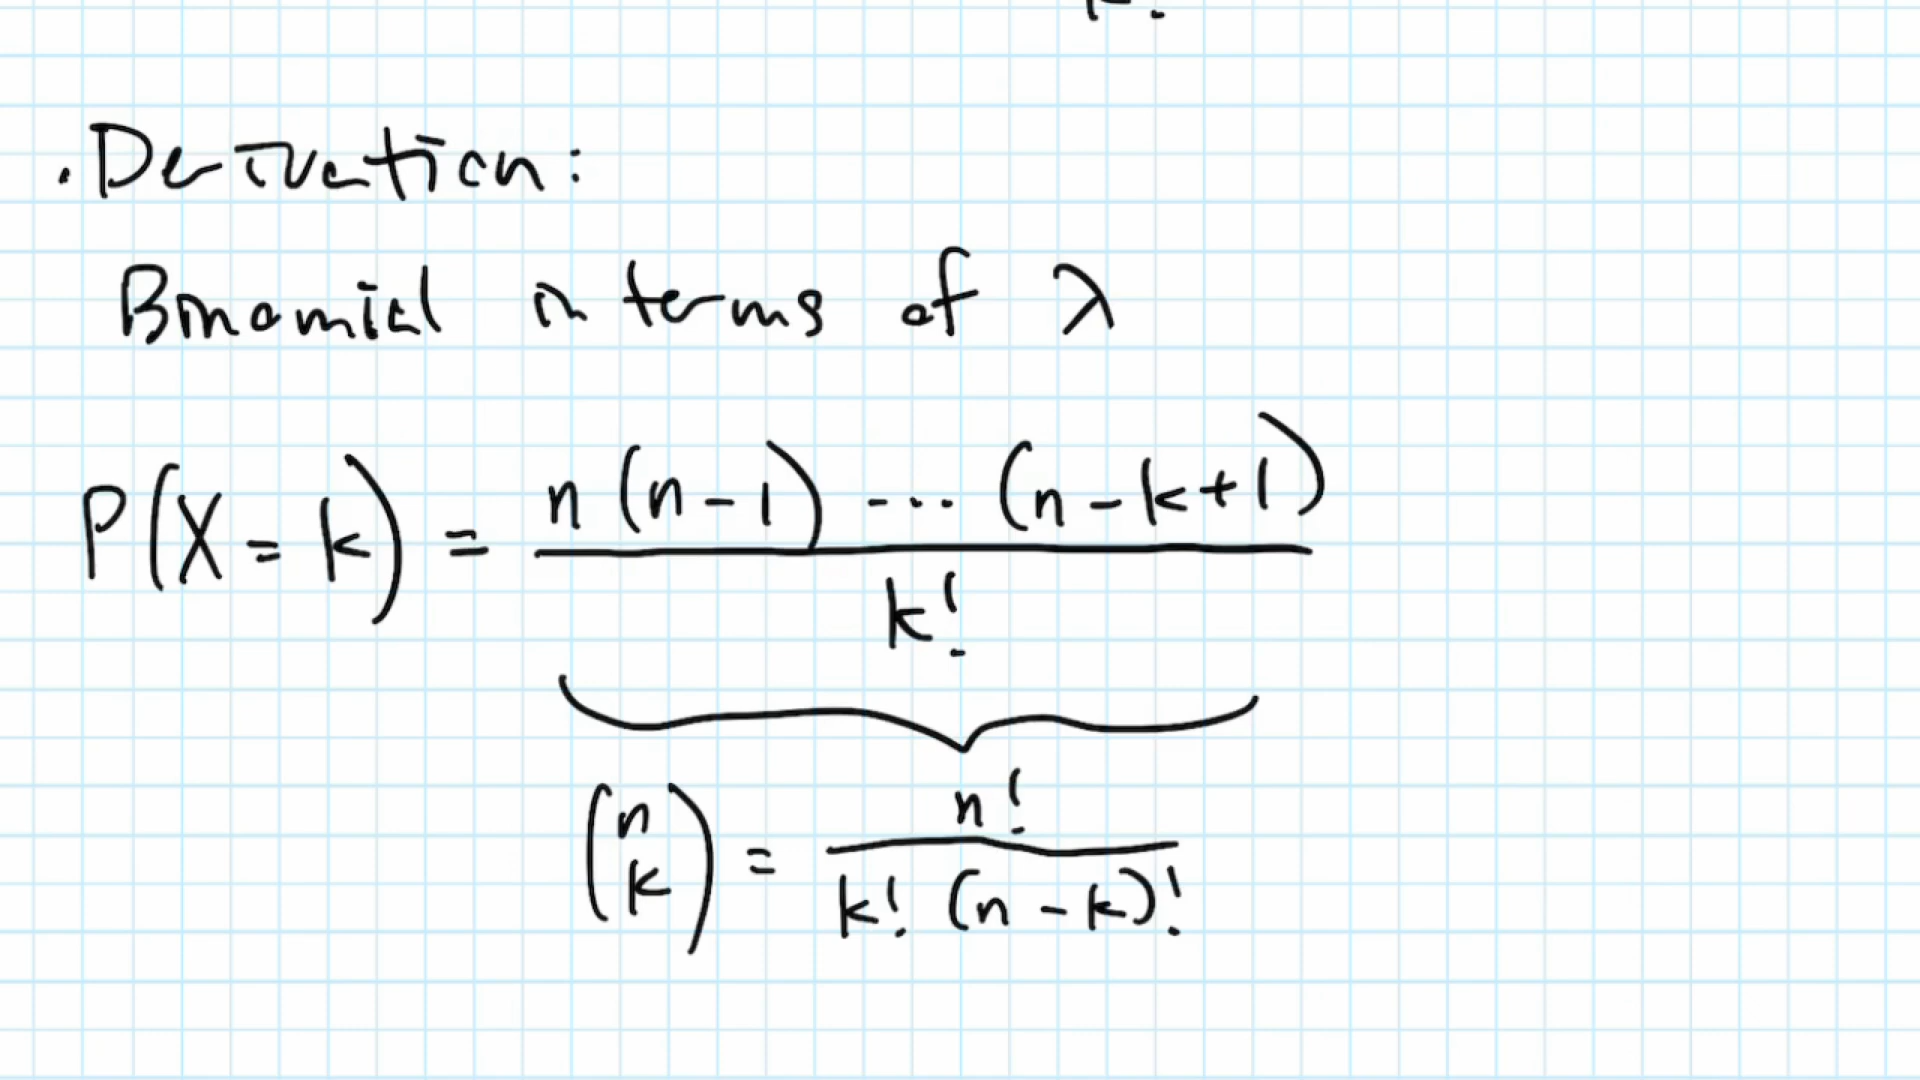 . Derivation:
Binomial in terms of λ
P(X = k) = n(n-1) ... (n-k+1) / k!
(n k) = n! / k! (n-k)!